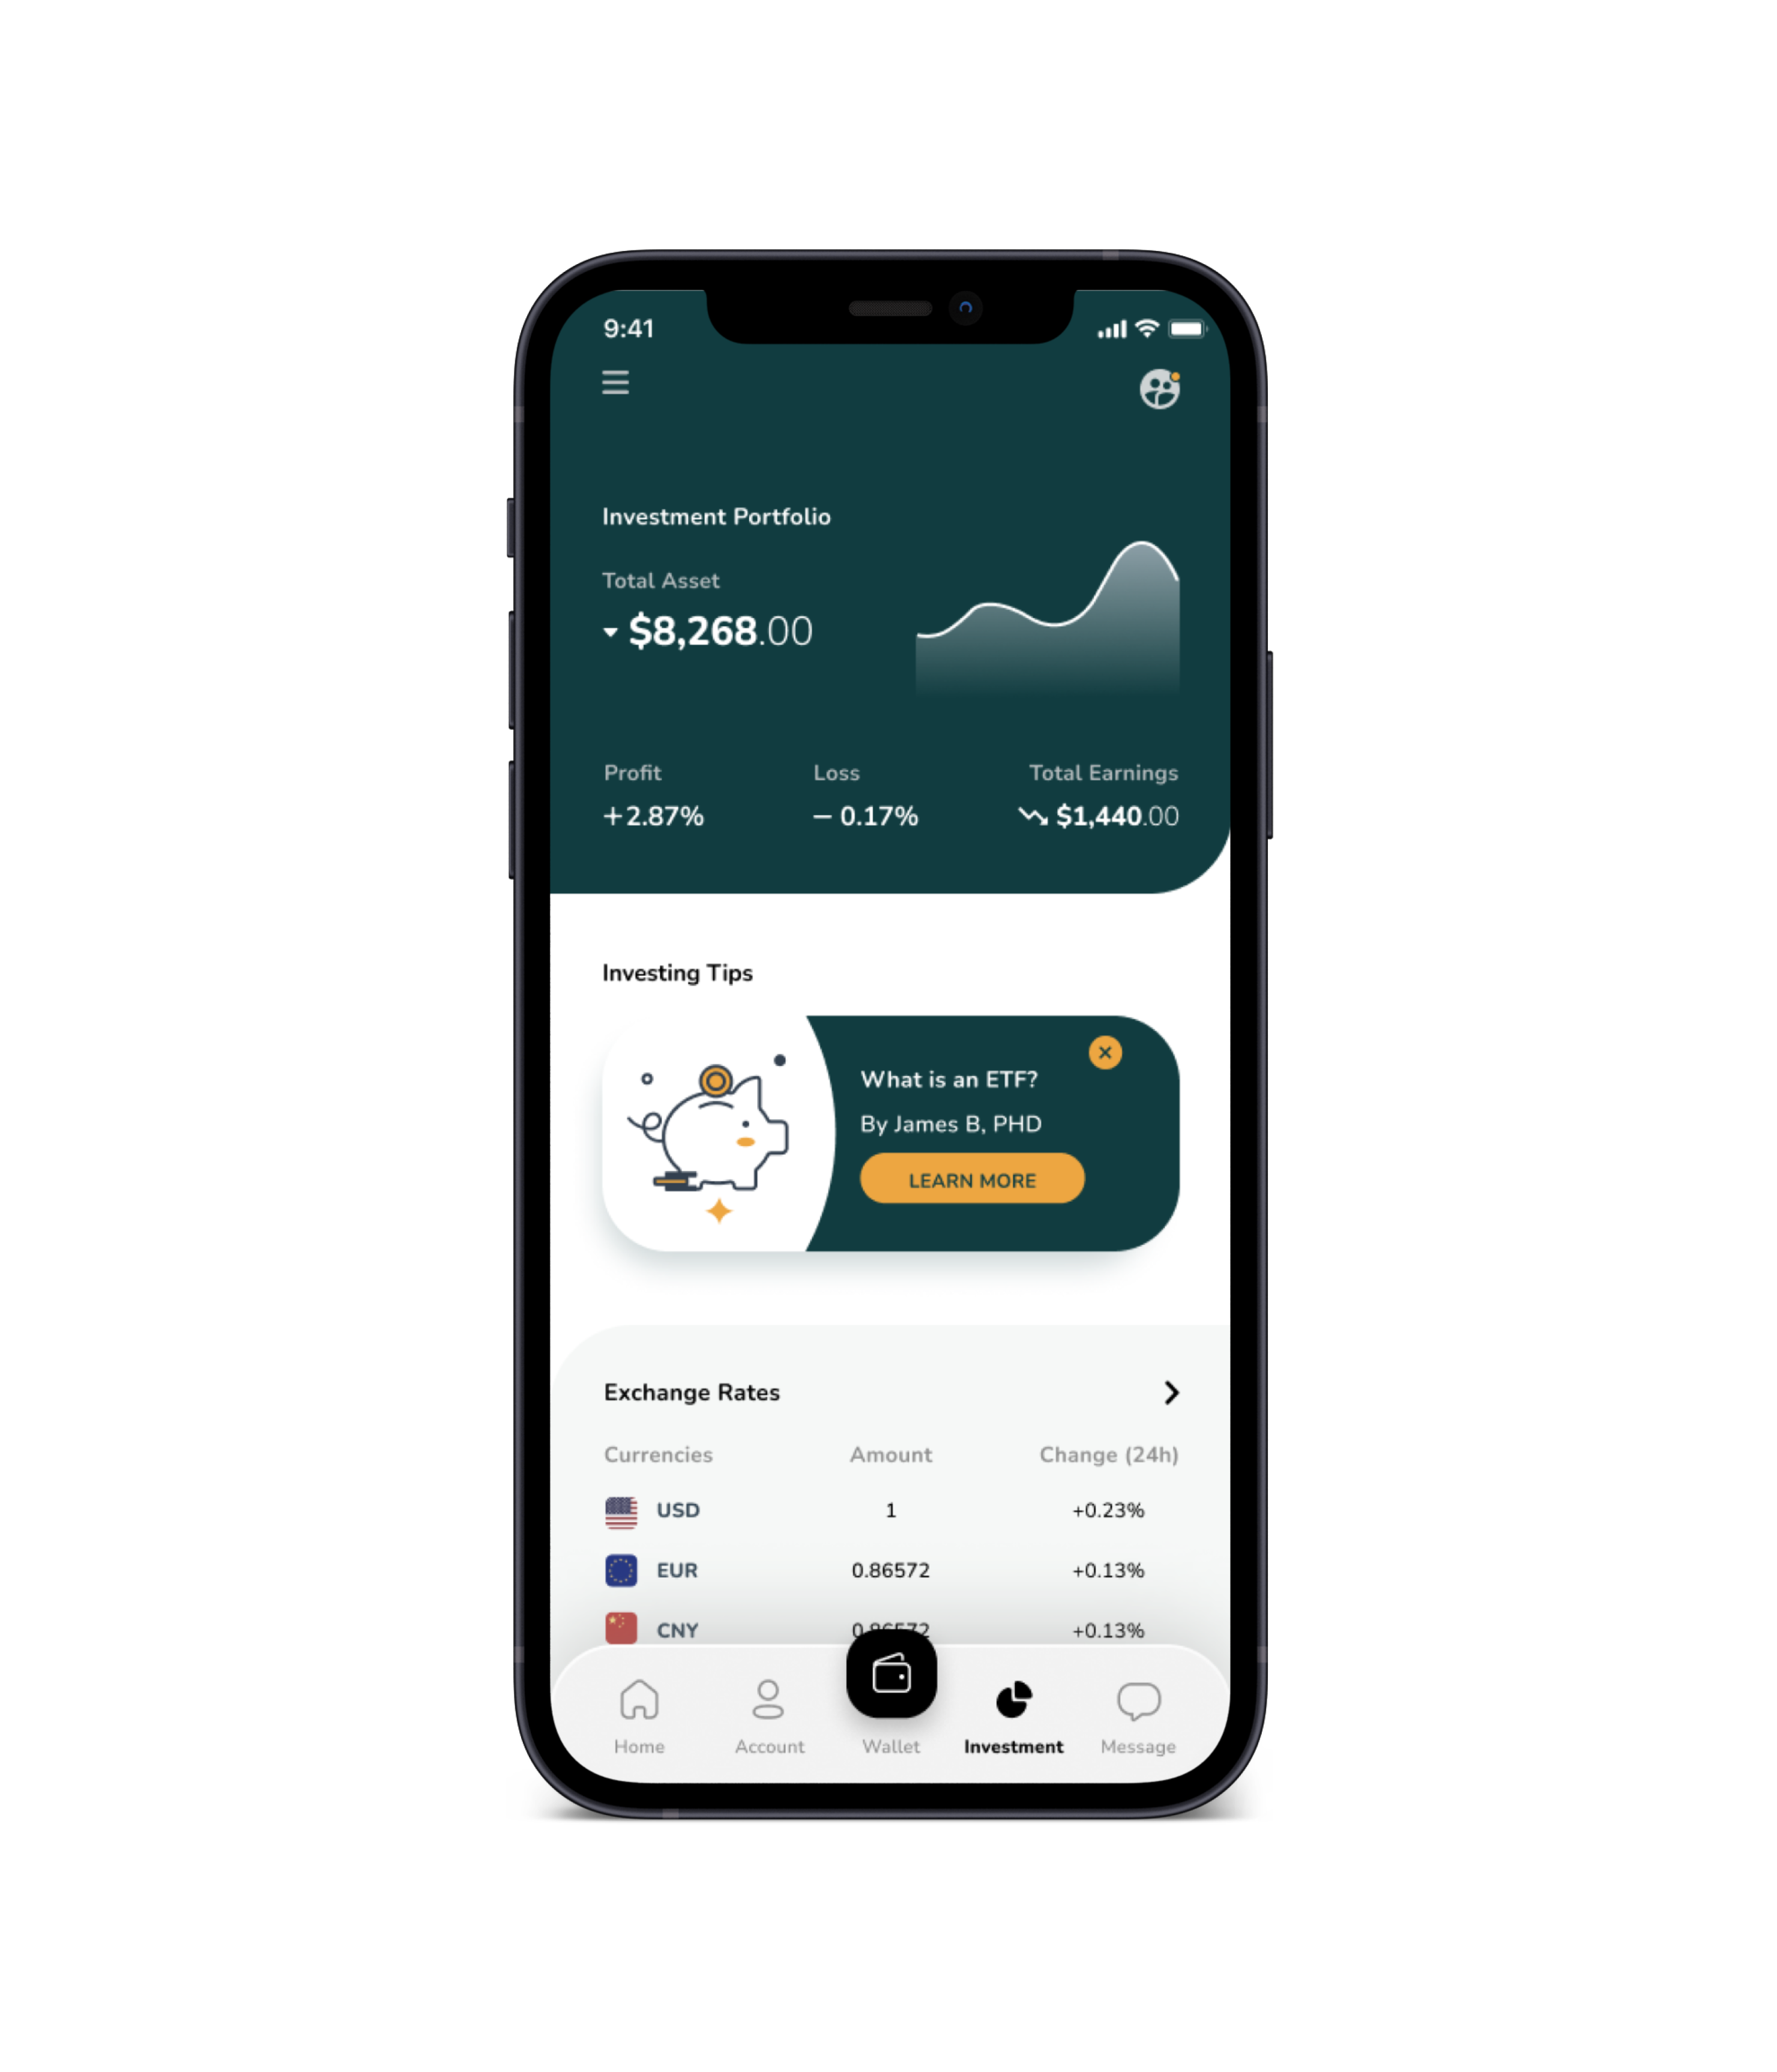 9:41
Investment Portfolio
Total Asset
$8,268.00
Profit Loss Total Earnings
+2.87% – 0.17% $1,440.00
Investing Tips
What is an ETF?
By James B, PHD
LEARN MORE
Exchange Rates
Currencies Amount Change (24h)
USD 1 +0.23%
EUR 0.86572 +0.13%
CNY 0.86572 +0.13%
Home Account Wallet Investment Message